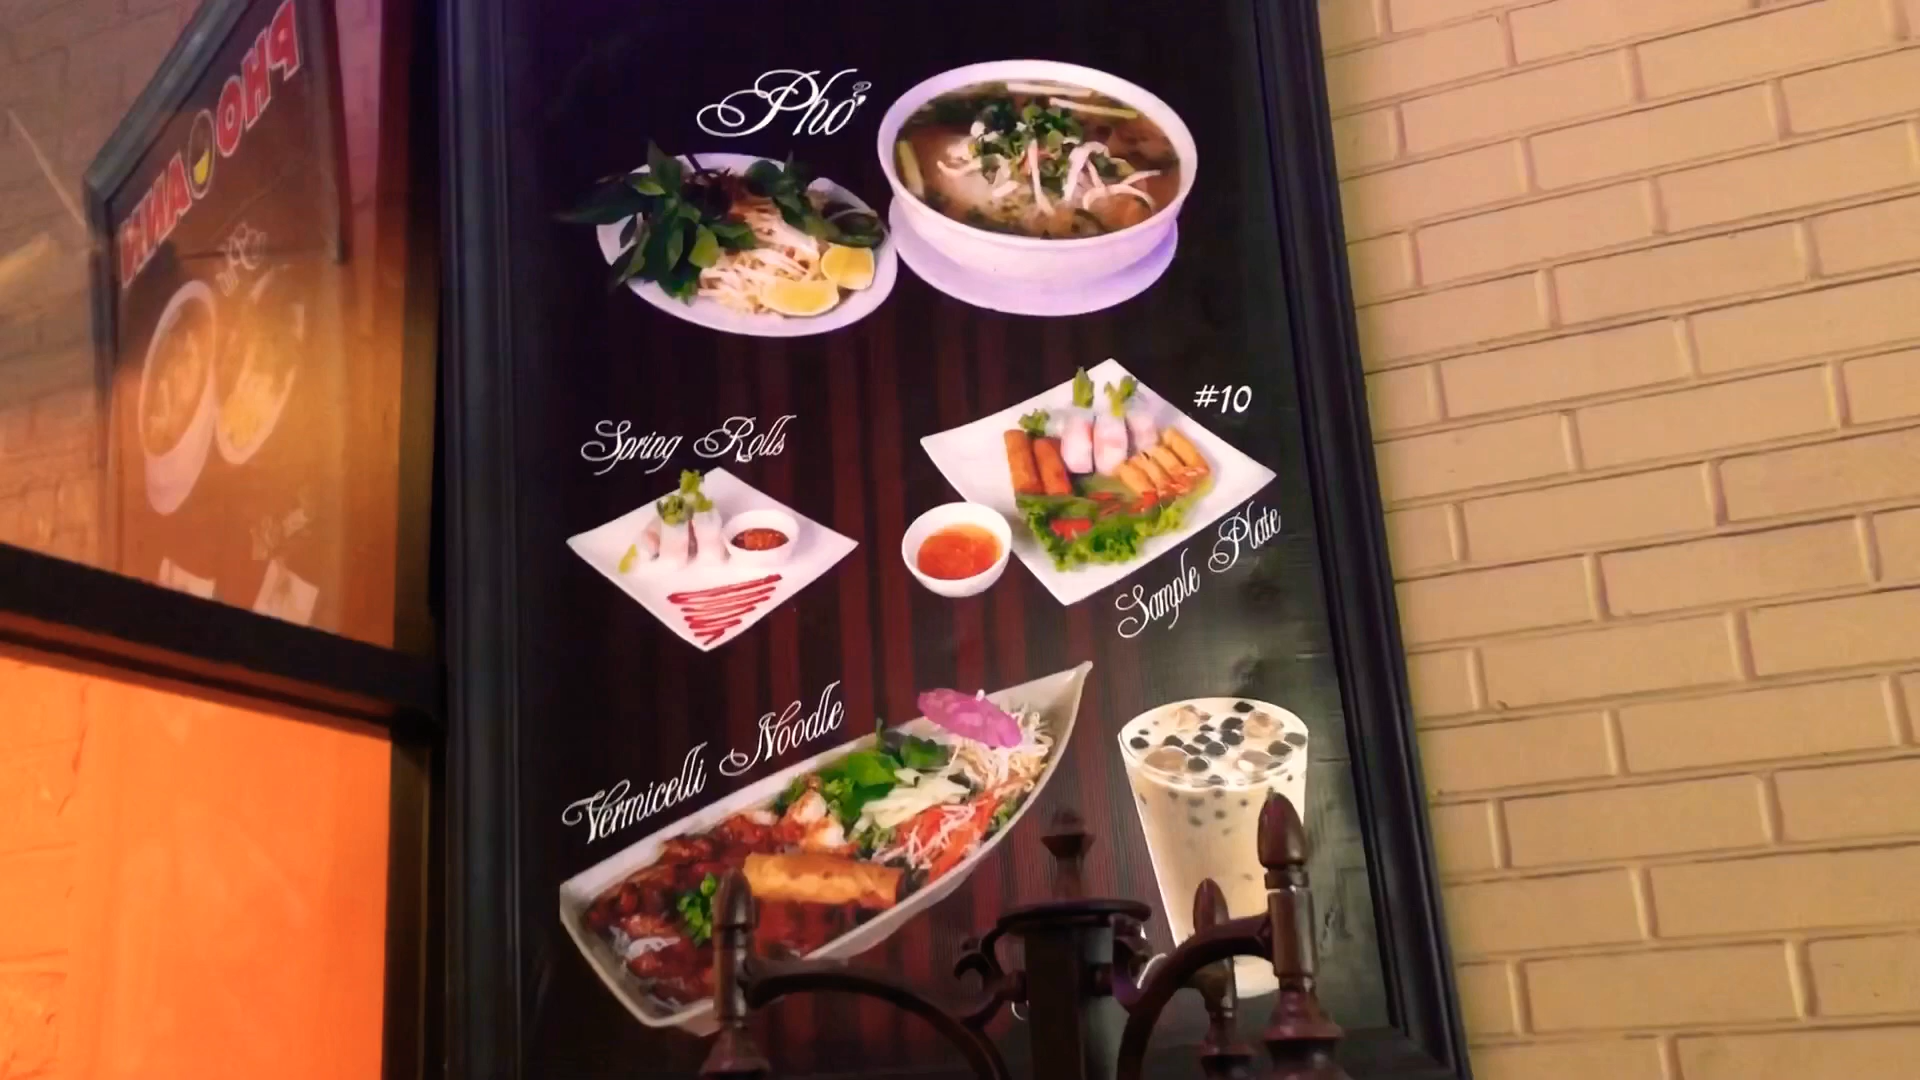 PHO ANH
Phở
Spring Rolls
#10
Sample Plate
Vermicelli Noodle